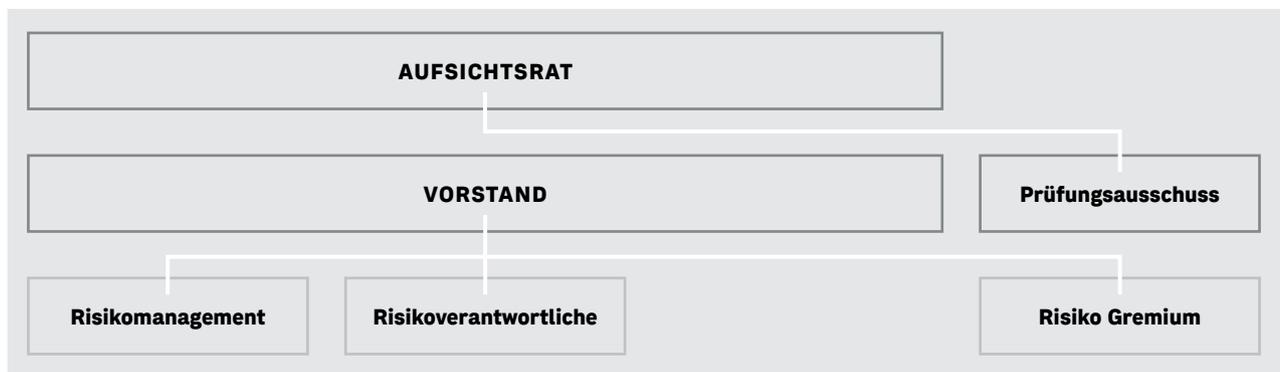 AUFSICHTSRAT
VORSTAND
Prüfungsausschuss
Risikomanagement
Risikoverantwortliche
Risiko Gremium